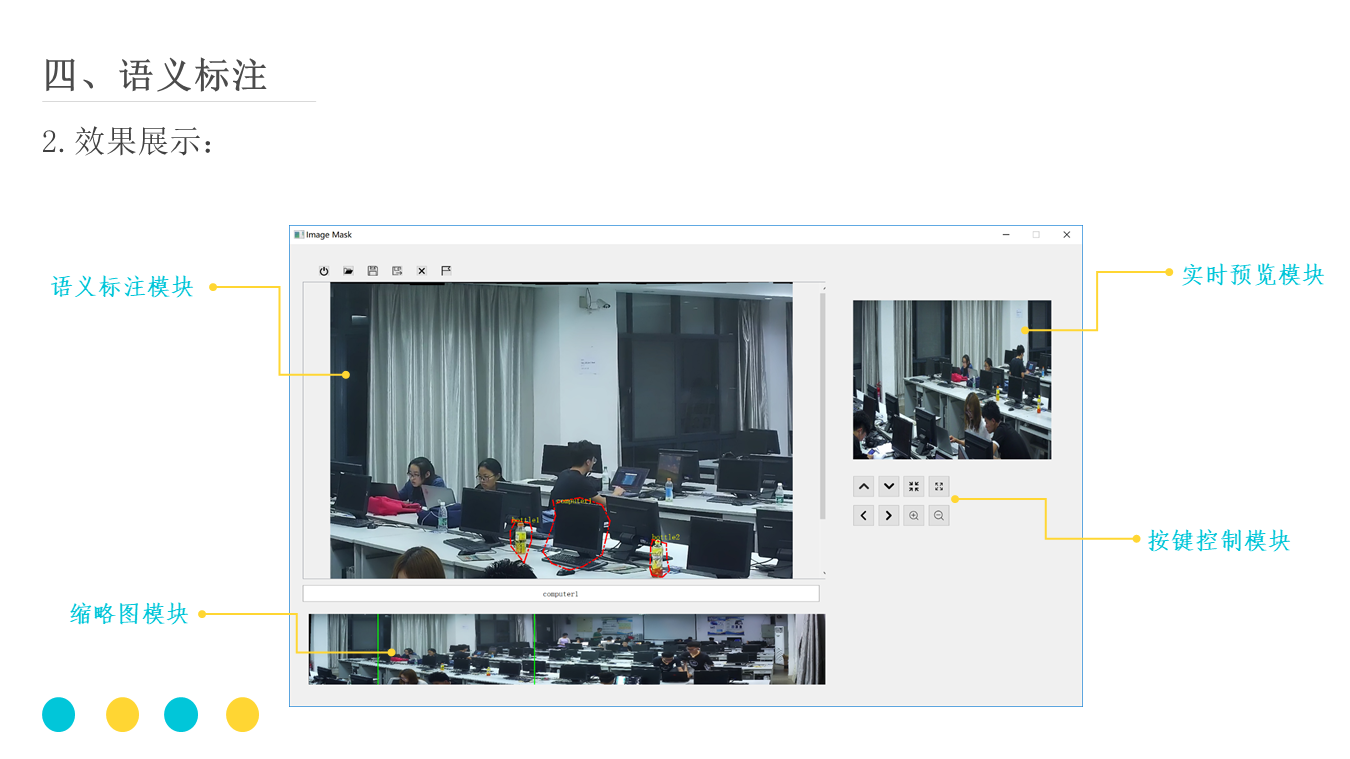 四、语义标注
2. 效果展示：
Image Mask
语义标注模块
实时预览模块
computer1
bottle1
bottle2
按键控制模块
computer1
缩略图模块